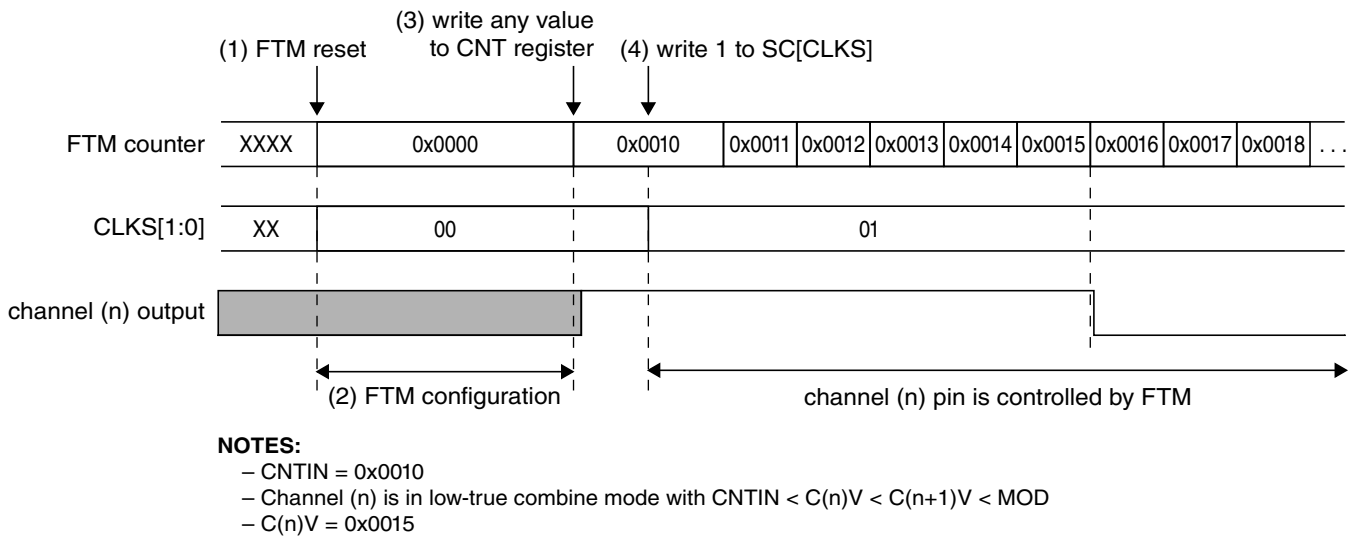 (3) write any value
(1) FTM reset to CNT register (4) write 1 to SC[CLKS]
FTM counter XXXX 0x0000 0x0010 0x0011 0x0012 0x0013 0x0014 0x0015 0x0016 0x0017 0x0018 . . .
CLKS[1:0] XX 00 01
channel (n) output
(2) FTM configuration channel (n) pin is controlled by FTM
NOTES:
– CNTIN = 0x0010
– Channel (n) is in low-true combine mode with CNTIN < C(n)V < C(n+1)V < MOD
– C(n)V = 0x0015